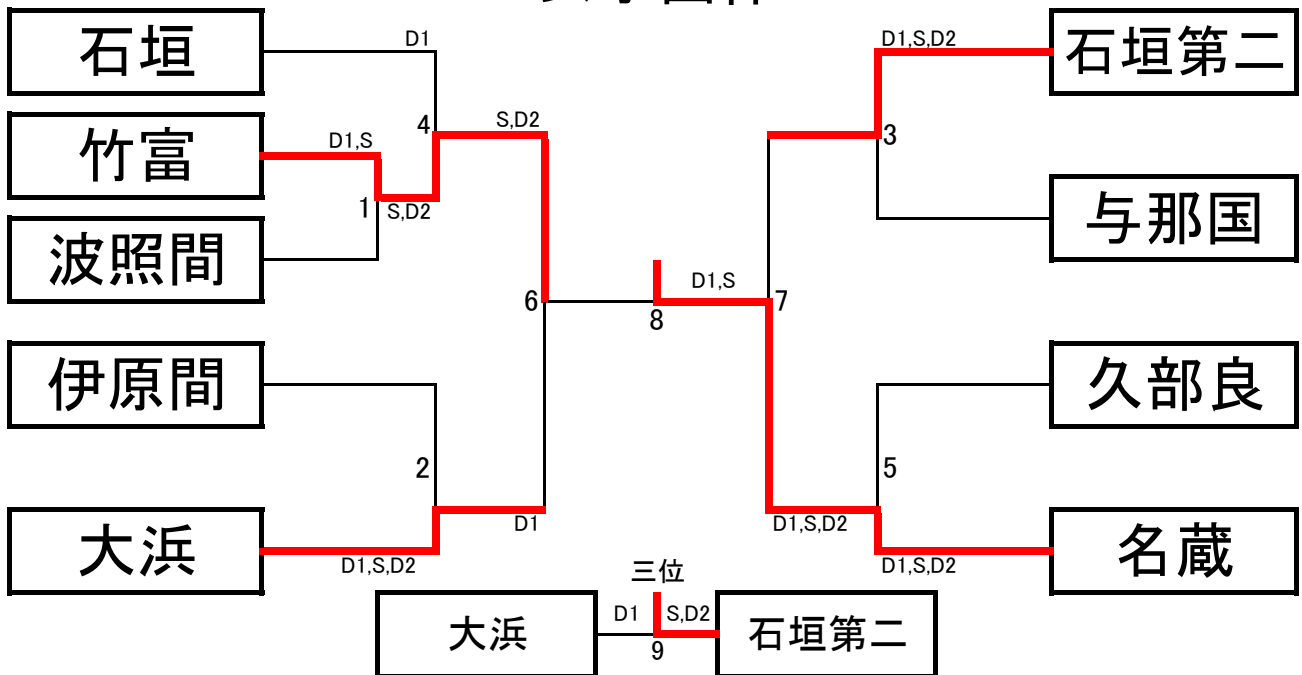 石垣
D1
D1,S,D2
石垣第二
竹富
D1,S
4
S,D2
3
1
S,D2
波照間
与那国
6
8
D1,S
7
伊原間
久部良
2
5
大浜
D1,S,D2
D1
D1,S,D2
D1,S,D2
名蔵
三位
大浜
D1
S,D2
9
石垣第二